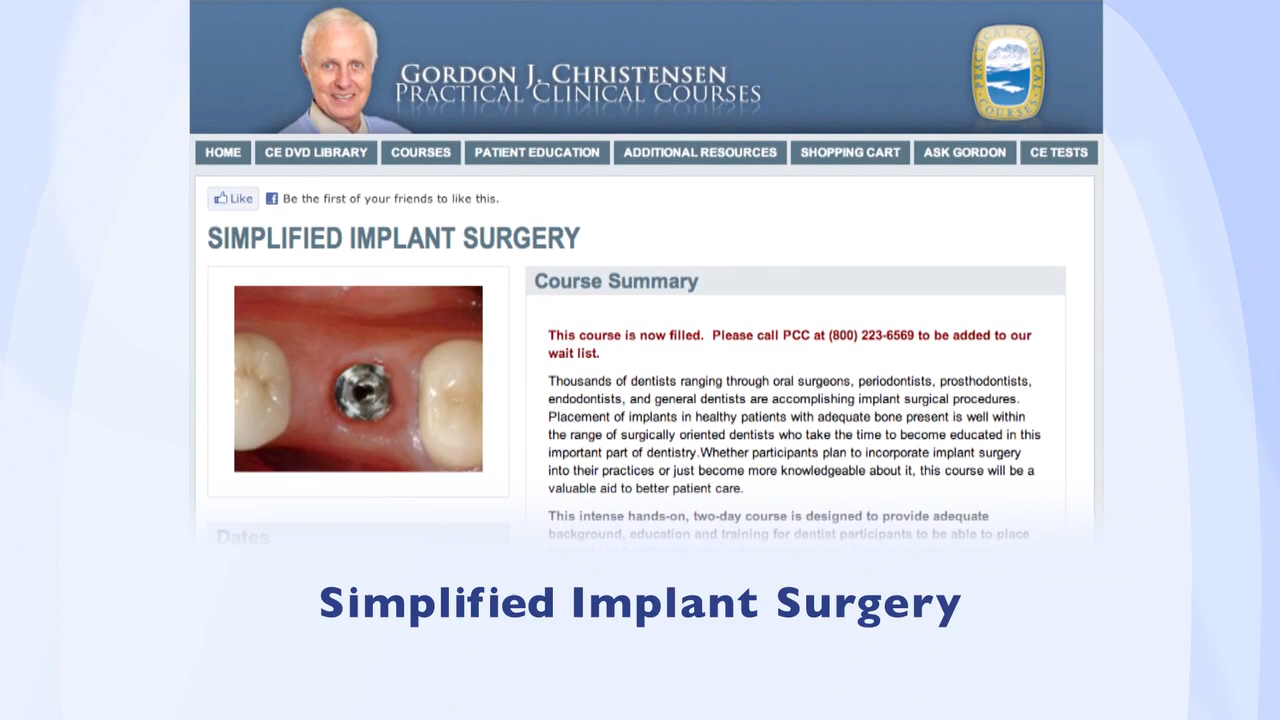 GORDON J. CHRISTENSEN
PRACTICAL CLINICAL COURSES
PRACTICAL CLINICAL COURSES
HOME CE DVD LIBRARY COURSES PATIENT EDUCATION ADDITIONAL RESOURCES SHOPPING CART ASK GORDON CE TESTS
Like Be the first of your friends to like this.
SIMPLIFIED IMPLANT SURGERY
Course Summary
This course is now filled. Please call PCC at (800) 223-6569 to be added to our
wait list.
Thousands of dentists ranging through oral surgeons, periodontists, prosthodontists,
endodontists, and general dentists are accomplishing implant surgical procedures.
Placement of implants in healthy patients with adequate bone present is well within
the range of surgically oriented dentists who take the time to become educated in this
important part of dentistry.Whether participants plan to incorporate implant surgery
into their practices or just become more knowledgeable about it, this course will be a
valuable aid to better patient care.
This intense hands-on, two-day course is designed to provide adequate
background, education and training for dentist participants to be able to place
Dates
Simplified Implant Surgery